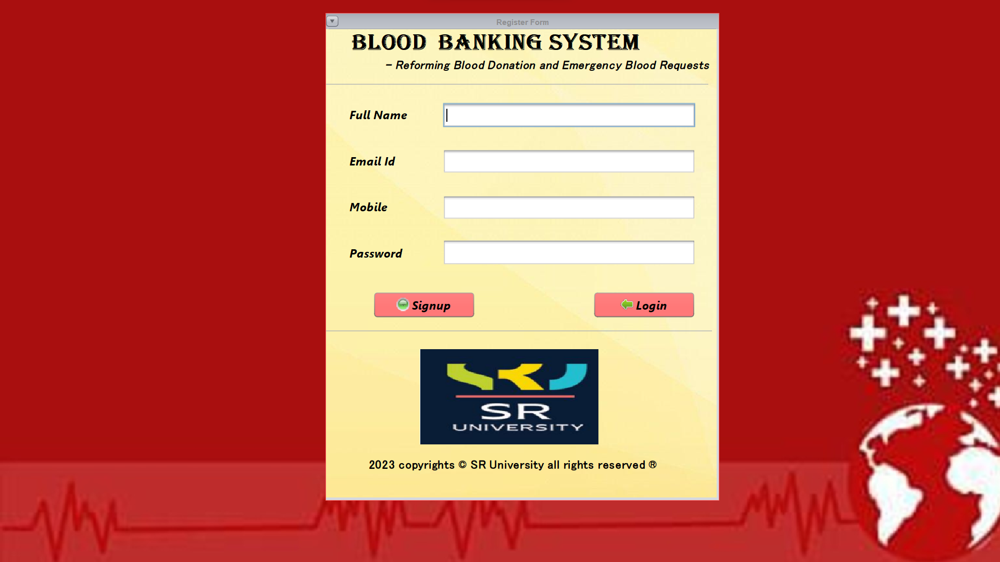 Register Form
BLOOD BANKING SYSTEM
- Reforming Blood Donation and Emergency Blood Requests
Full Name
Email Id
Mobile
Password
Signup
Login
SR
UNIVERSITY
2023 copyrights © SR University all rights reserved ®